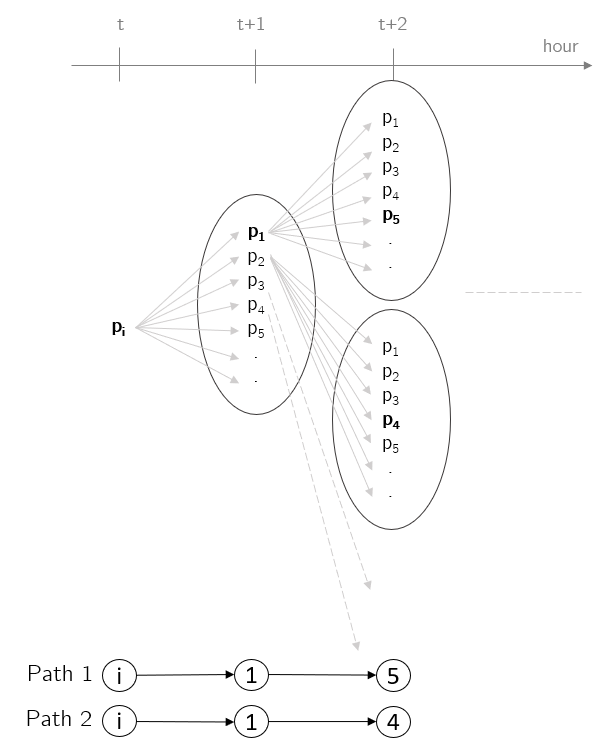 t t+1 t+2
hour
p₁
p₂
p₃
p₄
p₅
.
.
p₁
p₂
p₃
p₄
p₅
.
.
pᵢ
p₁
p₂
p₃
p₄
p₅
.
.
Path 1 i 1 5
Path 2 i 1 4